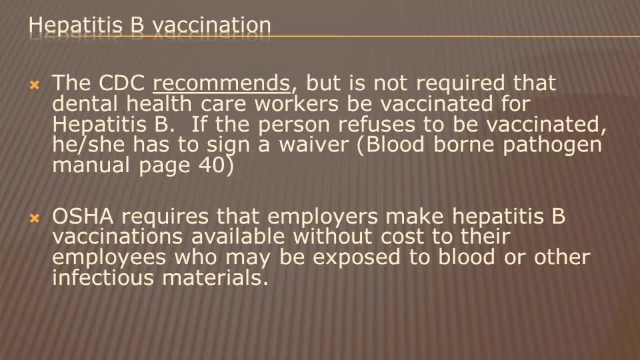 Hepatitis B vaccination
The CDC recommends, but is not required that
dental health care workers be vaccinated for
Hepatitis B.  If the person refuses to be vaccinated,
he/she has to sign a waiver (Blood borne pathogen
manual page 40)
OSHA requires that employers make hepatitis B
vaccinations available without cost to their
employees who may be exposed to blood or other
infectious materials.